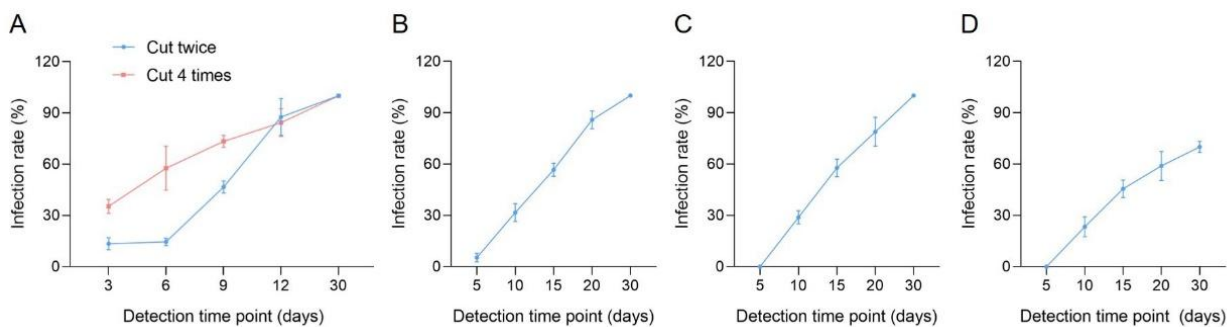 A
Cut twice
Cut 4 times
Infection rate (%)
120
90
60
30
0
3 6 9 12 30
Detection time point (days)
B
Infection rate (%)
120
90
60
30
0
5 10 15 20 30
Detection time point (days)
C
Infection rate (%)
120
90
60
30
0
5 10 15 20 30
Detection time point (days)
D
Infection rate (%)
120
90
60
30
0
5 10 15 20 30
Detection time point (days)